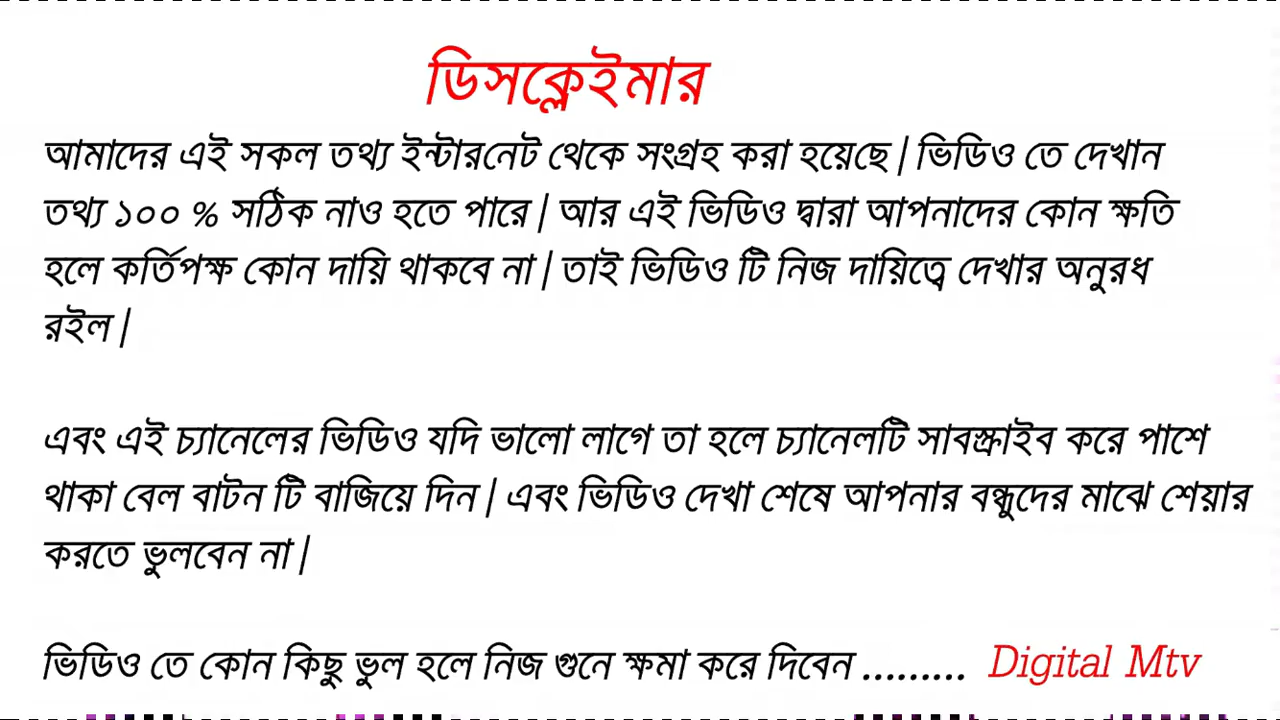 ডিসক্লেইমার
আমাদের এই সকল তথ্য ইন্টারনেট থেকে সংগ্রহ করা হয়েছে | ভিডিও তে দেখান
তথ্য ১০০ % সঠিক নাও হতে পারে | আর এই ভিডিও দ্বারা আপনাদের কোন ক্ষতি
হলে কর্তিপক্ষ কোন দায়ি থাকবে না | তাই ভিডিও টি নিজ দায়িত্বে দেখার অনুরধ
রইল |
এবং এই চ্যানেলের ভিডিও যদি ভালো লাগে তা হলে চ্যানেলটি সাবস্ক্রাইব করে পাশে
থাকা বেল বাটন টি বাজিয়ে দিন | এবং ভিডিও দেখা শেষে আপনার বন্ধুদের মাঝে শেয়ার
করতে ভুলবেন না |
ভিডিও তে কোন কিছু ভুল হলে নিজ গুনে ক্ষমা করে দিবেন ......... Digital Mtv